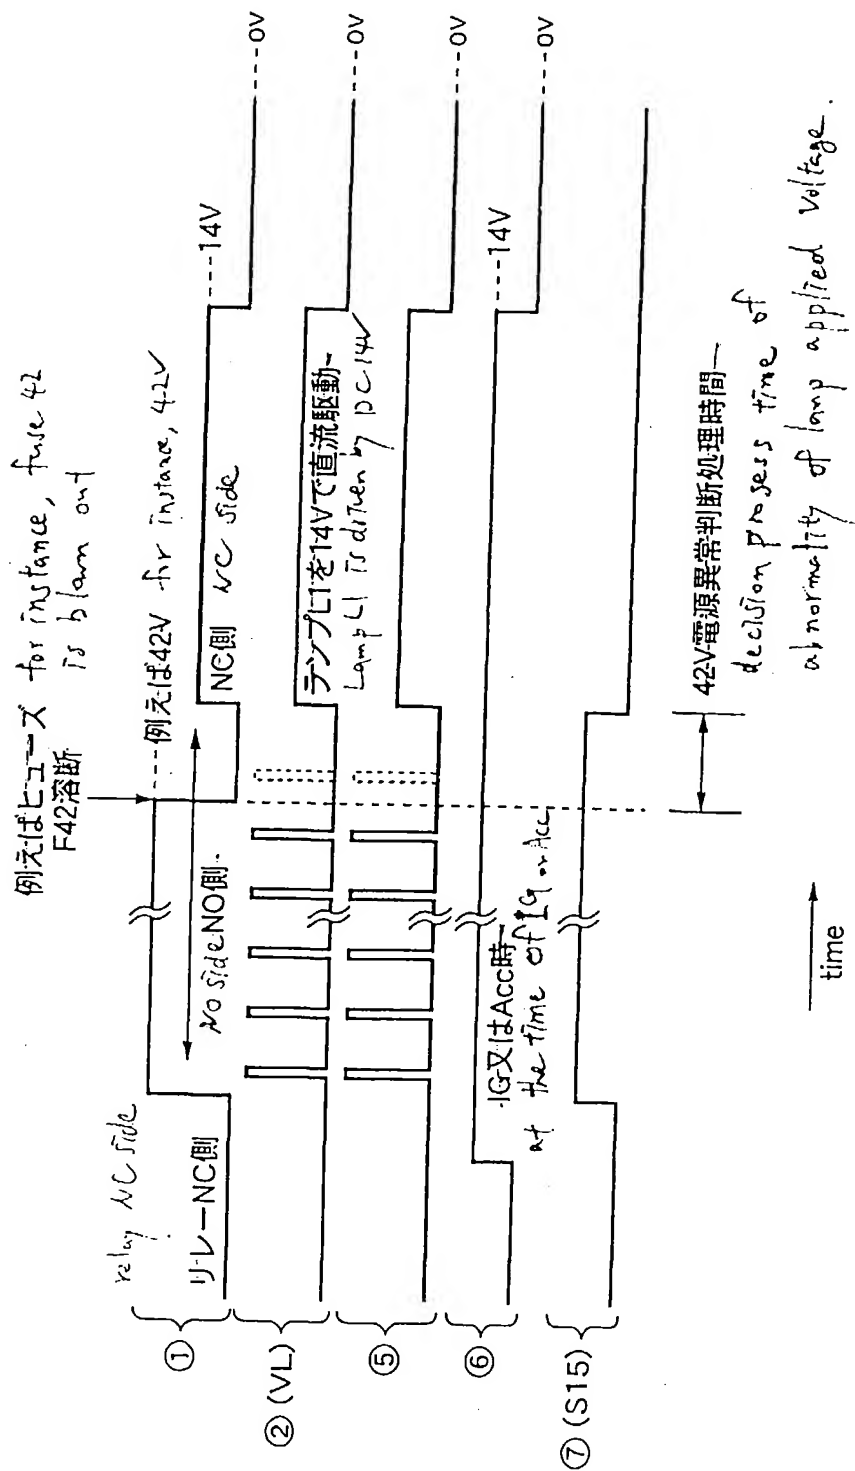 例えばヒューズ for instance, fuse 42
F42溶断 is blown out
例えば42V for instance, 42V
relay NC side
リレーNC側
No side NO側
NC側 NC side
14V
0V
ランプL1を14Vで直流駆動
Lamp L1 is driven by DC 14V
0V
0V
IG又はAcc時
at the time of IG or Acc
14V
0V
① 
② (VL)
⑤
⑥
⑦ (S15)
42V電源異常判断処理時間
decision prosess time of
abnormality of lamp applied voltage.
time